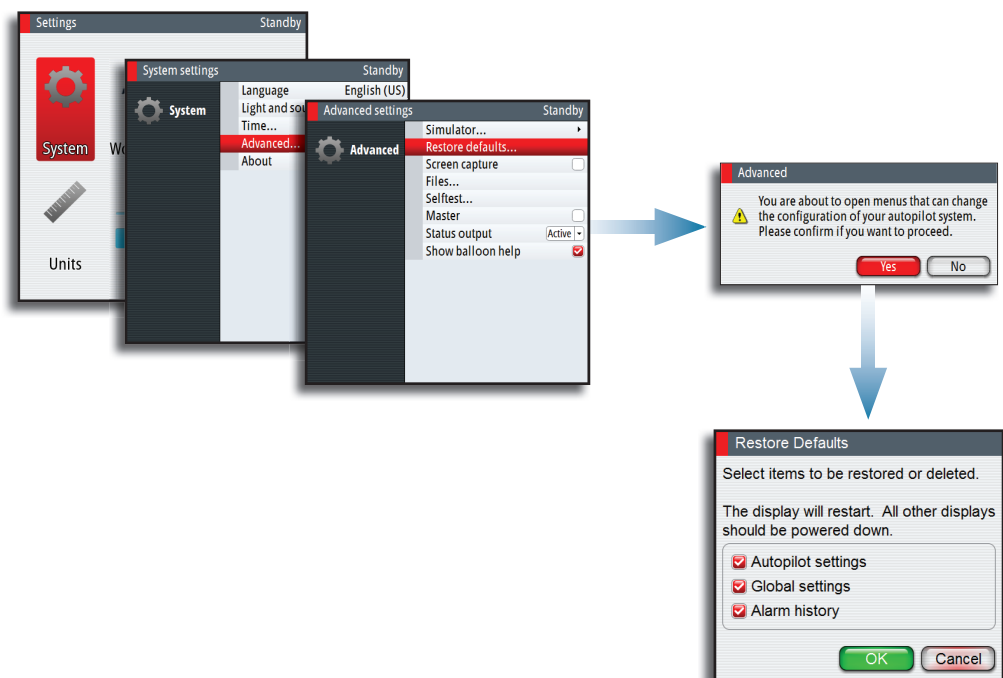 Settings Standby
System
Wo
Units
System settings Standby
System
Language English (US)
Light and sou
Time...
Advanced...
About
Advanced settings Standby
Advanced
Simulator...
Restore defaults...
Screen capture
Files...
Selftest...
Master
Status output Active
Show balloon help
Advanced
You are about to open menus that can change
the configuration of your autopilot system.
Please confirm if you want to proceed.
Yes No
Restore Defaults
Select items to be restored or deleted.
The display will restart. All other displays
should be powered down.
Autopilot settings
Global settings
Alarm history
OK Cancel